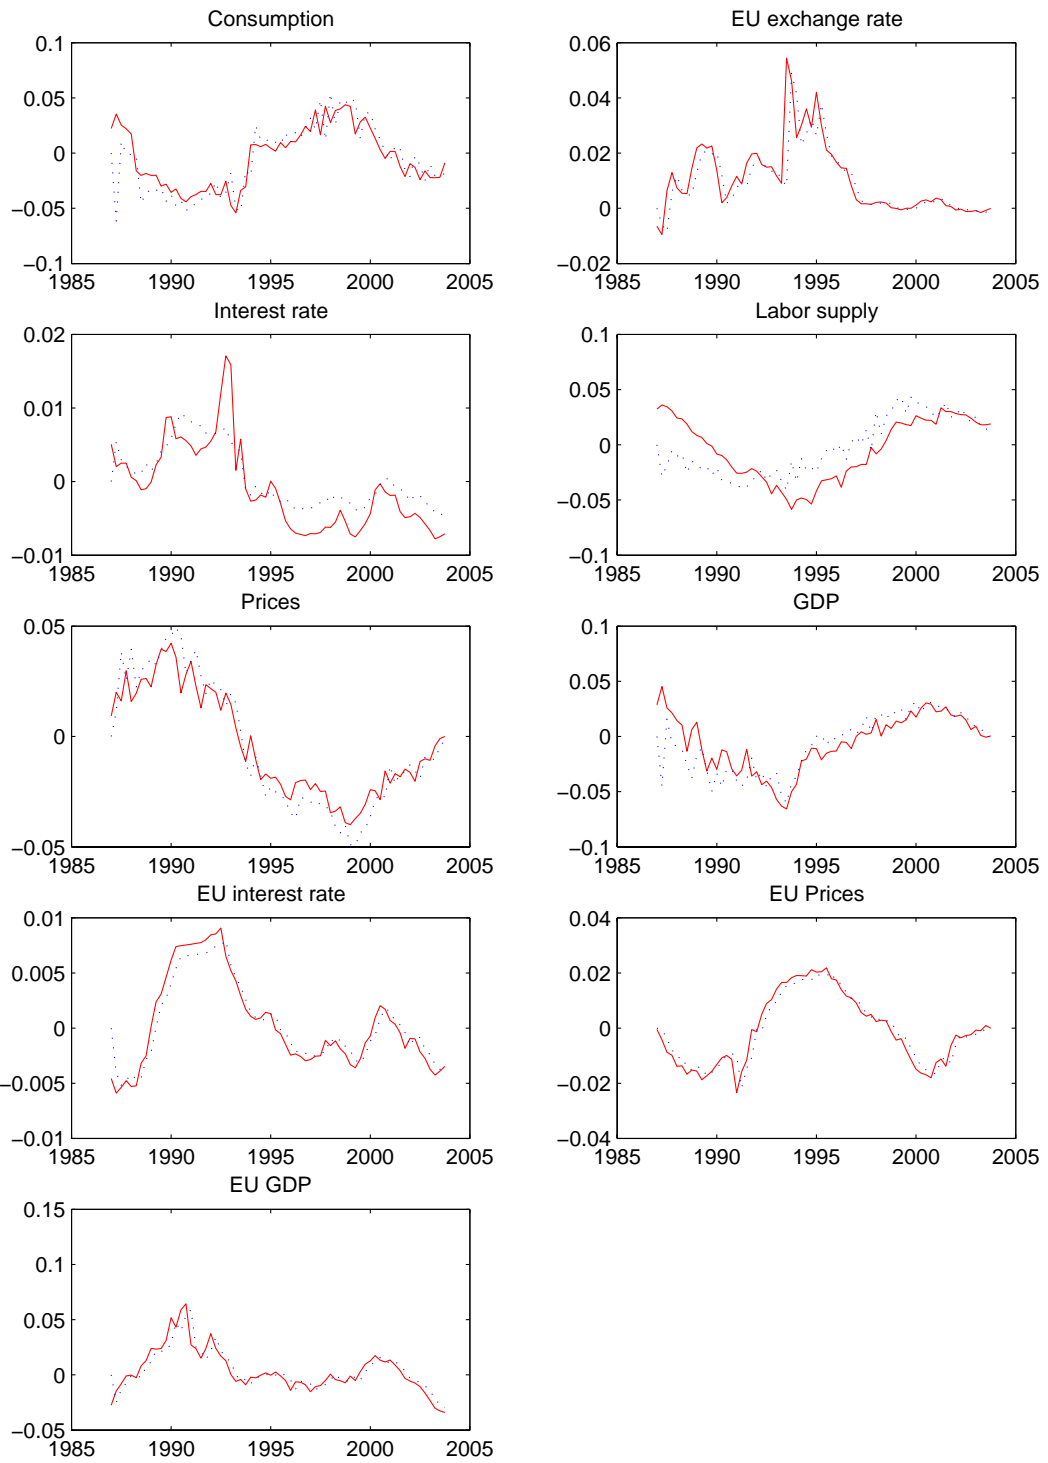 Consumption
EU exchange rate
0.1
0.05
0
−0.05
−0.1
1985 1990 1995 2000 2005
0.06
0.04
0.02
0
−0.02
1985 1990 1995 2000 2005
Interest rate
Labor supply
0.02
0.01
0
−0.01
1985 1990 1995 2000 2005
0.1
0.05
0
−0.05
−0.1
1985 1990 1995 2000 2005
Prices
GDP
0.05
0
−0.05
1985 1990 1995 2000 2005
0.1
0.05
0
−0.05
−0.1
1985 1990 1995 2000 2005
EU interest rate
EU Prices
0.01
0.005
0
−0.005
−0.01
1985 1990 1995 2000 2005
0.04
0.02
0
−0.02
−0.04
1985 1990 1995 2000 2005
EU GDP
0.15
0.1
0.05
0
−0.05
1985 1990 1995 2000 2005